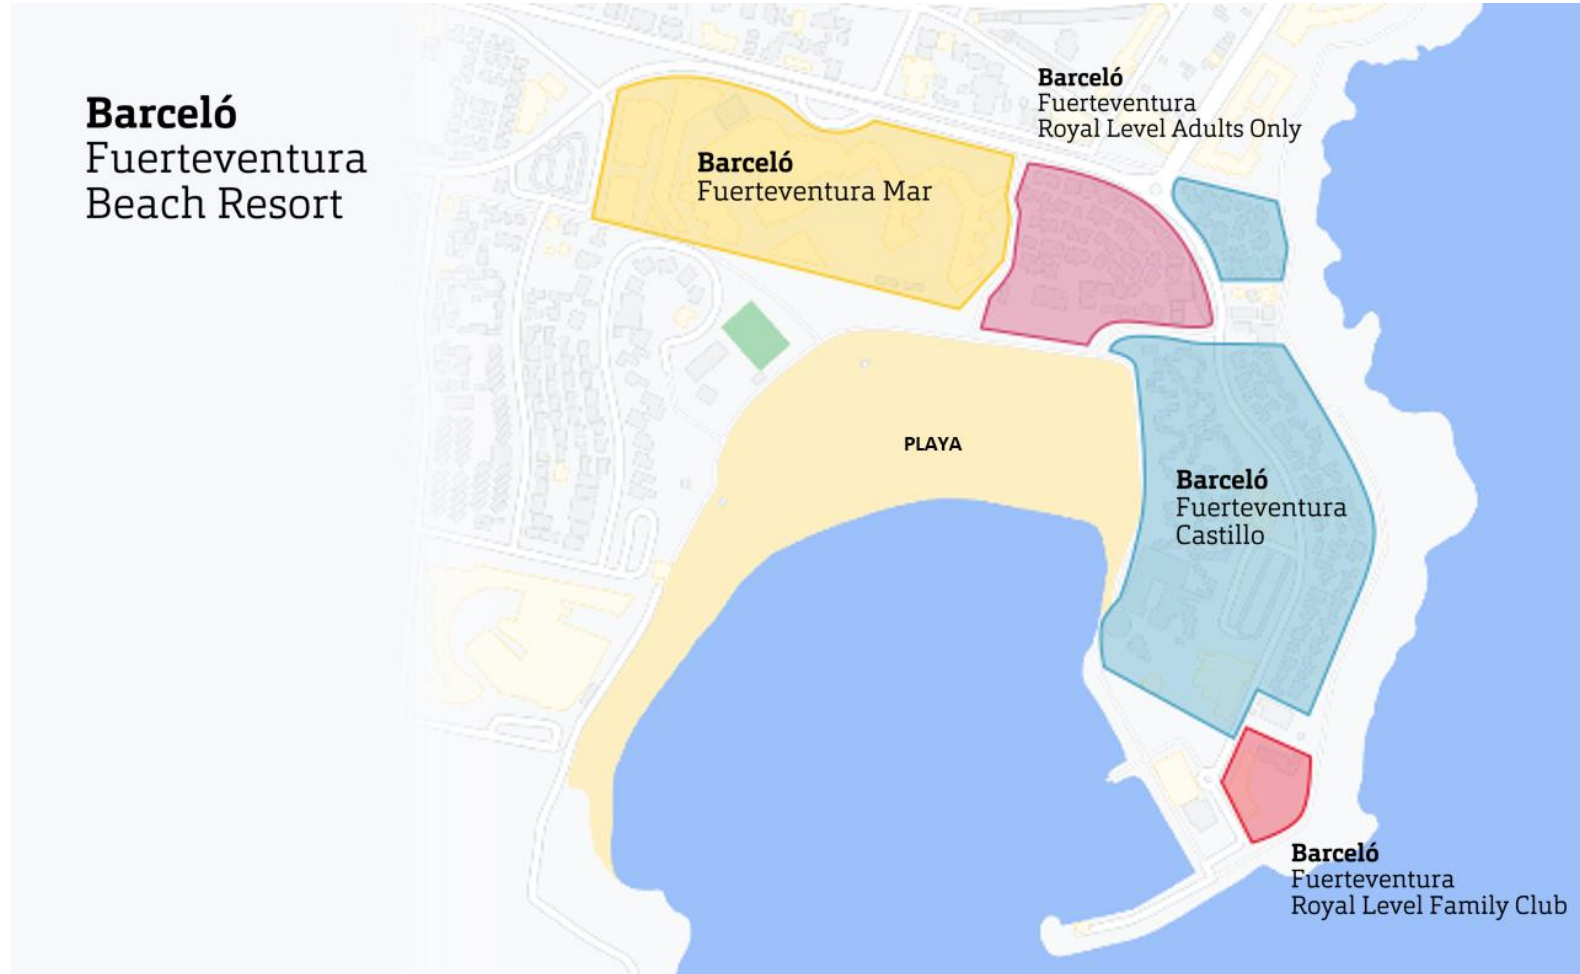 Barceló
Fuerteventura
Beach Resort
Barceló
Fuerteventura
Royal Level Adults Only
Barceló
Fuerteventura Mar
PLAYA
Barceló
Fuerteventura
Castillo
Barceló
Fuerteventura
Royal Level Family Club